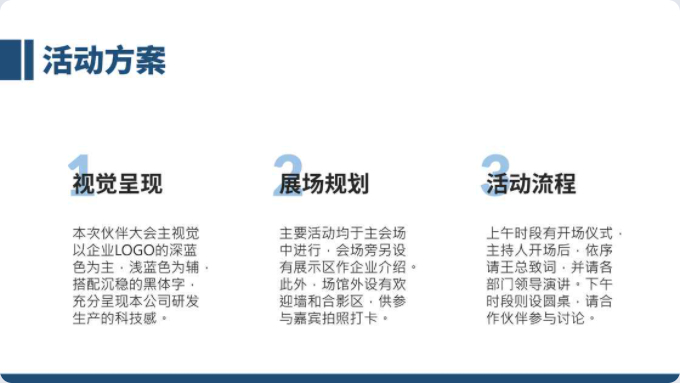 活动方案
1
视觉呈现
本次伙伴大会主视觉
以企业LOGO的深蓝
色为主，浅蓝色为辅，
搭配沉稳的黑体字，
充分呈现本公司研发
生产的科技感。
2
展场规划
主要活动均于主会场
中进行，会场旁另设
有展示区作企业介绍。
此外，场馆外设有欢
迎墙和合影区，供参
与嘉宾拍照打卡。
3
活动流程
上午时段有开场仪式，
主持人开场后，依序
请王总致词，并请各
部门领导演讲。下午
时段则设圆桌，请合
作伙伴参与讨论。